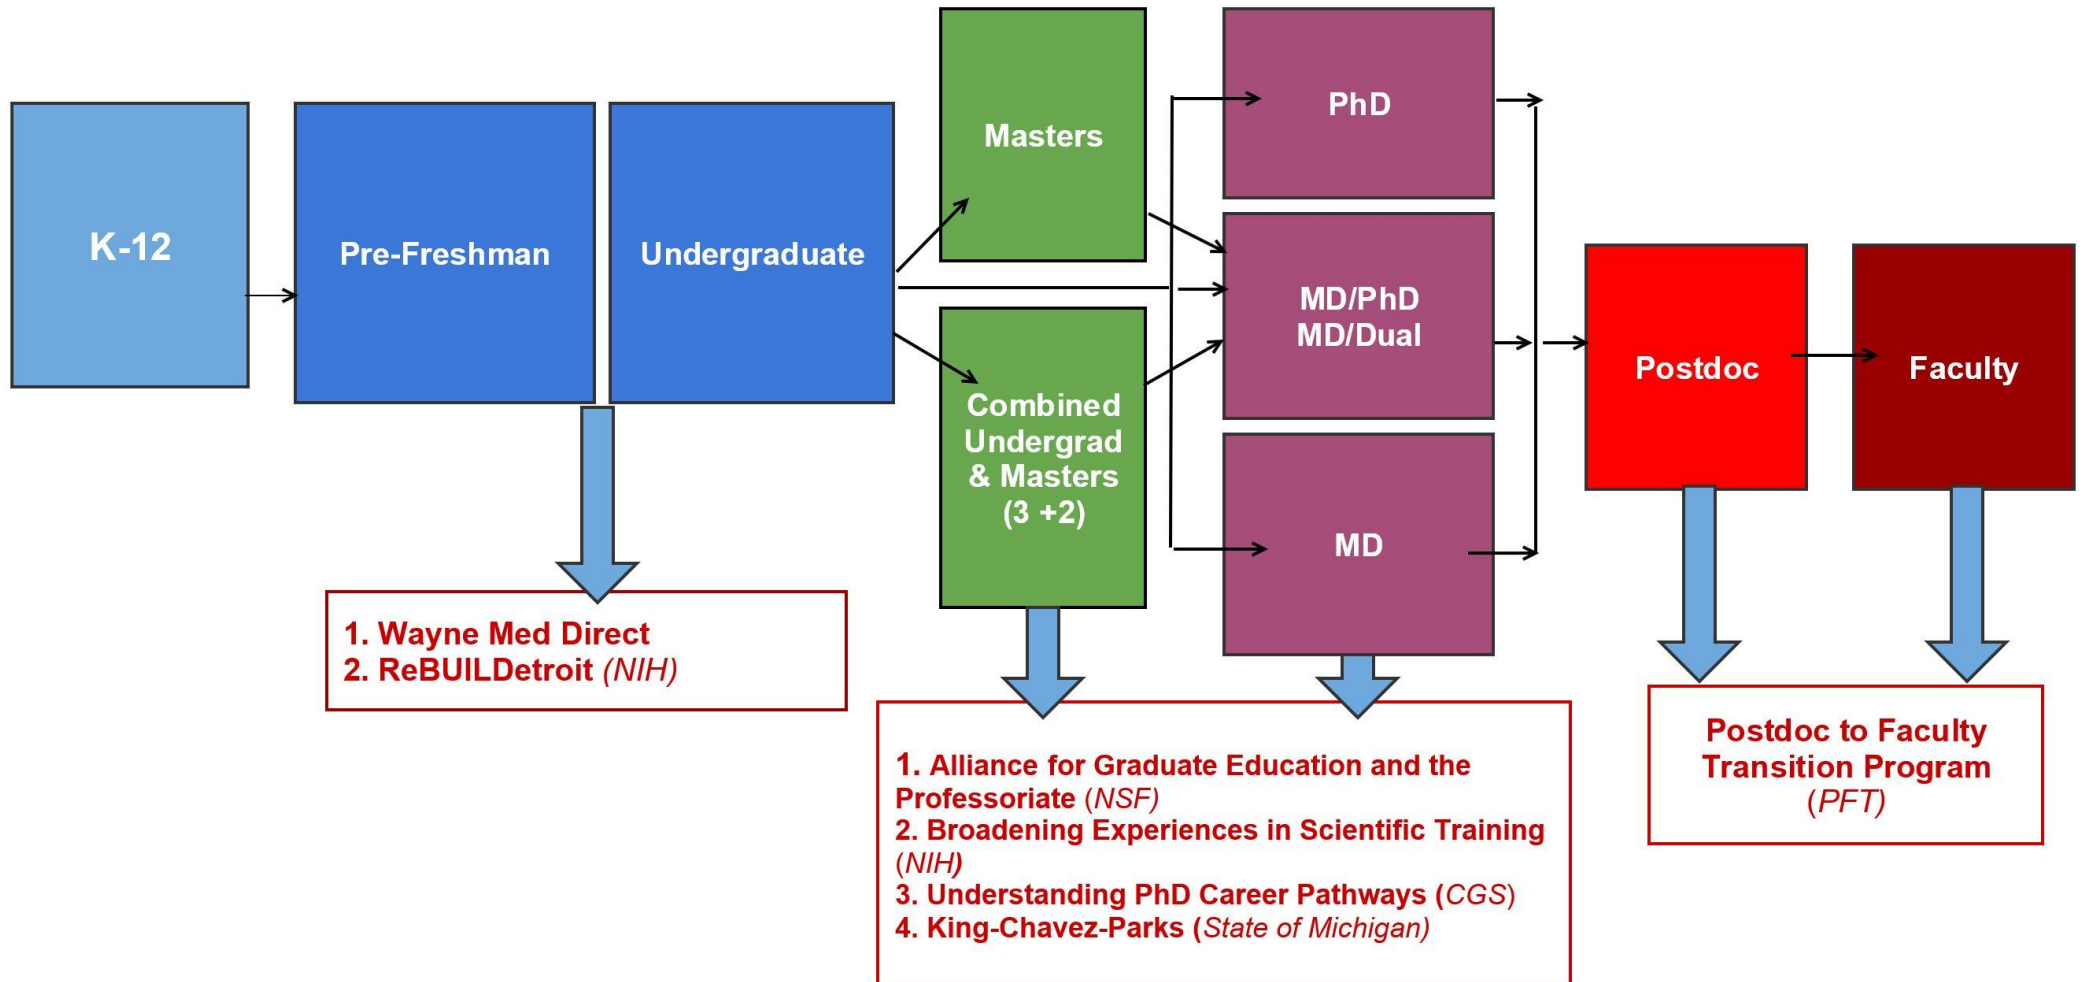 K-12
Pre-Freshman
Undergraduate
Masters
Combined
Undergrad
& Masters
(3 +2)
PhD
MD/PhD
MD/Dual
MD
Postdoc
Faculty
1. Wayne Med Direct
2. ReBUILDetroit (NIH)
1. Alliance for Graduate Education and the
Professoriate (NSF)
2. Broadening Experiences in Scientific Training
(NIH)
3. Understanding PhD Career Pathways (CGS)
4. King-Chavez-Parks (State of Michigan)
Postdoc to Faculty
Transition Program
(PFT)